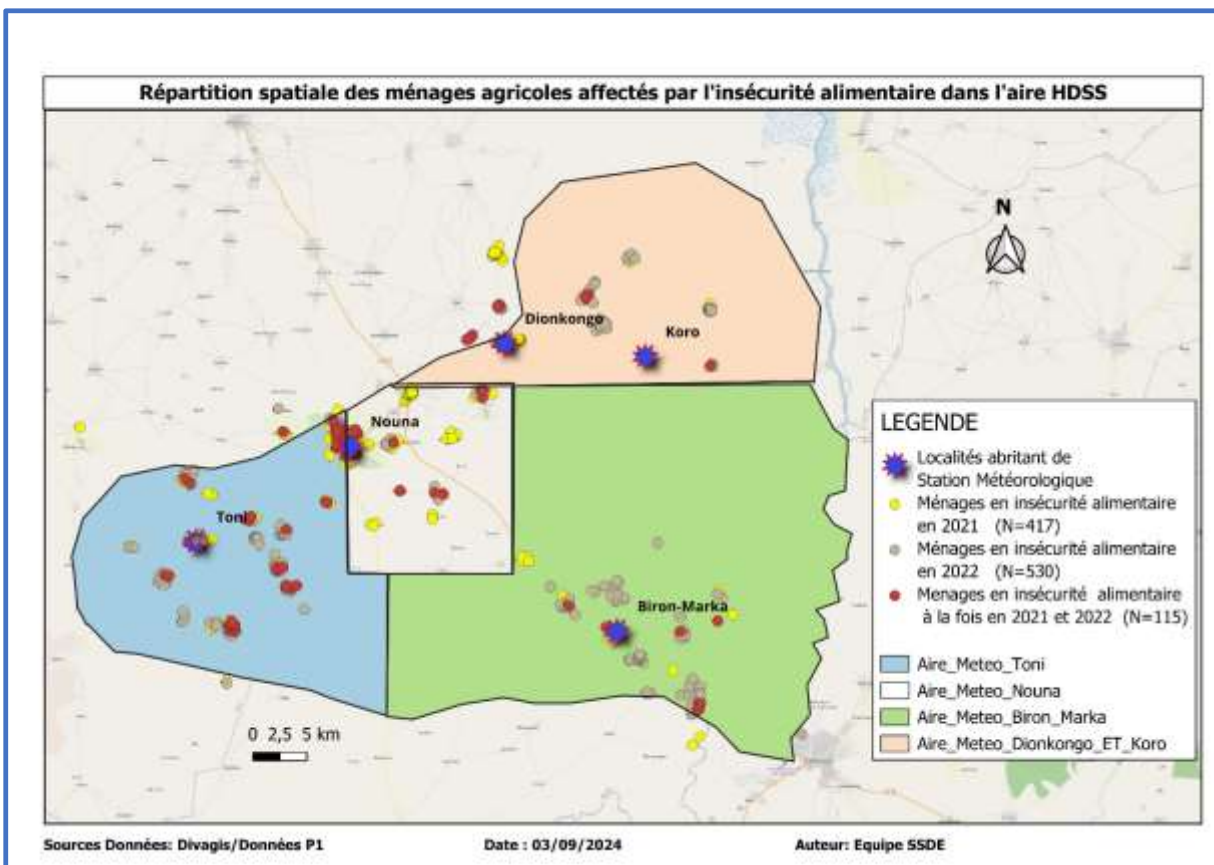 Répartition spatiale des ménages agricoles affectés par l'insécurité alimentaire dans l'aire HDSS
N
Dionkongo
Koro
Nouna
Toni
Biron-Marka
LEGENDE
Localités abritant de
Station Météorologique
Ménages en insécurité alimentaire
en 2021 (N=417)
Ménages en insécurité alimentaire
en 2022 (N=530)
Menages en insécurité alimentaire
à la fois en 2021 et 2022 (N=115)
Aire_Meteo_Toni
Aire_Meteo_Nouna
Aire_Meteo_Biron_Marka
Aire_Meteo_Dionkongo_ET_Koro
0 2,5 5 km
Sources Données: Divagis/Données P1
Date : 03/09/2024
Auteur: Equipe SSDE